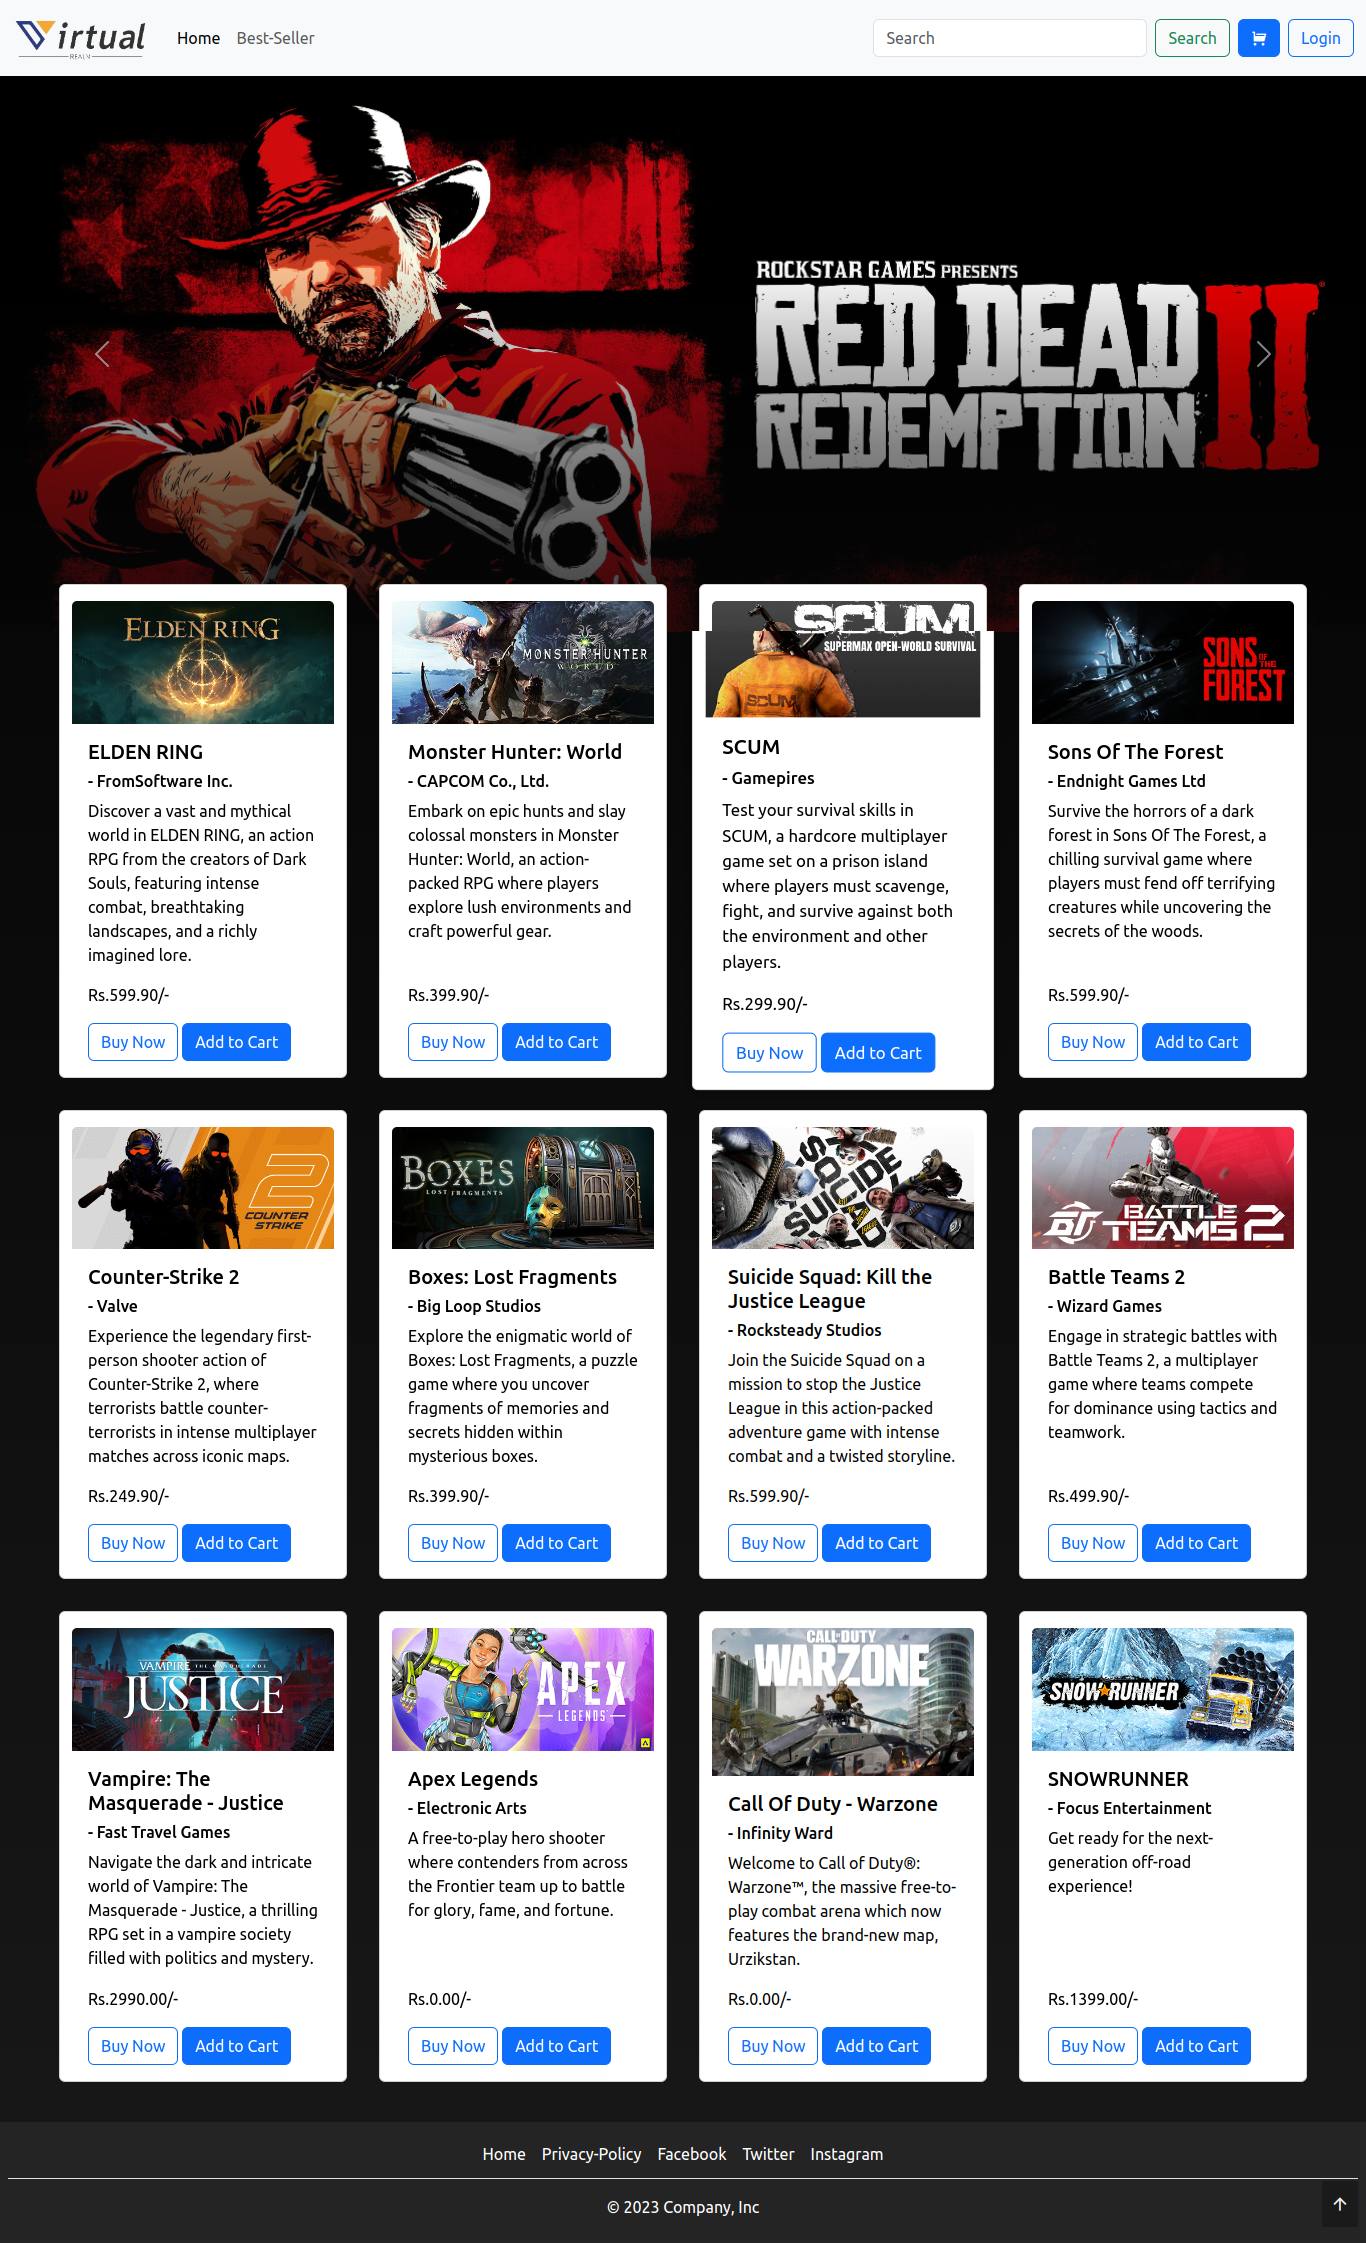 Virtual
REALM
Home
Best-Seller
Search
Search
Login
ROCKSTAR GAMES PRESENTS
RED DEAD
REDEMPTION II
ELDEN RING
ELDEN RING
- FromSoftware Inc.
Discover a vast and mythical
world in ELDEN RING, an action
RPG from the creators of Dark
Souls, featuring intense
combat, breathtaking
landscapes, and a richly
imagined lore.
Rs.599.90/-
Buy Now
Add to Cart
MONSTER HUNTER
WORLD
Monster Hunter: World
- CAPCOM Co., Ltd.
Embark on epic hunts and slay
colossal monsters in Monster
Hunter: World, an action-
packed RPG where players
explore lush environments and
craft powerful gear.
Rs.399.90/-
Buy Now
Add to Cart
SCUM
SUPERMAX OPEN-WORLD SURVIVAL
SCUM
SCUM
- Gamepires
Test your survival skills in
SCUM, a hardcore multiplayer
game set on a prison island
where players must scavenge,
fight, and survive against both
the environment and other
players.
Rs.299.90/-
Buy Now
Add to Cart
SONS
OF THE
FOREST
Sons Of The Forest
- Endnight Games Ltd
Survive the horrors of a dark
forest in Sons Of The Forest, a
chilling survival game where
players must fend off terrifying
creatures while uncovering the
secrets of the woods.
Rs.599.90/-
Buy Now
Add to Cart
2
COUNTER
STRIKE
Counter-Strike 2
- Valve
Experience the legendary first-
person shooter action of
Counter-Strike 2, where
terrorists battle counter-
terrorists in intense multiplayer
matches across iconic maps.
Rs.249.90/-
Buy Now
Add to Cart
BOXES
LOST FRAGMENTS
Boxes: Lost Fragments
- Big Loop Studios
Explore the enigmatic world of
Boxes: Lost Fragments, a puzzle
game where you uncover
fragments of memories and
secrets hidden within
mysterious boxes.
Rs.399.90/-
Buy Now
Add to Cart
SUICIDE
Suicide Squad: Kill the
Justice League
- Rocksteady Studios
Join the Suicide Squad on a
mission to stop the Justice
League in this action-packed
adventure game with intense
combat and a twisted storyline.
Rs.599.90/-
Buy Now
Add to Cart
BATTLE
TEAMS 2
Battle Teams 2
- Wizard Games
Engage in strategic battles with
Battle Teams 2, a multiplayer
game where teams compete
for dominance using tactics and
teamwork.
Rs.499.90/-
Buy Now
Add to Cart
VAMPIRE THE MASQUERADE
JUSTICE
Vampire: The
Masquerade - Justice
- Fast Travel Games
Navigate the dark and intricate
world of Vampire: The
Masquerade - Justice, a thrilling
RPG set in a vampire society
filled with politics and mystery.
Rs.2990.00/-
Buy Now
Add to Cart
APEX
LEGENDS
Apex Legends
- Electronic Arts
A free-to-play hero shooter
where contenders from across
the Frontier team up to battle
for glory, fame, and fortune.
Rs.0.00/-
Buy Now
Add to Cart
CALL OF DUTY
WARZONE
Call Of Duty - Warzone
- Infinity Ward
Welcome to Call of Duty®:
Warzone™, the massive free-to-
play combat arena which now
features the brand-new map,
Urzikstan.
Rs.0.00/-
Buy Now
Add to Cart
SNOW RUNNER
SNOWRUNNER
- Focus Entertainment
Get ready for the next-
generation off-road
experience!
Rs.1399.00/-
Buy Now
Add to Cart
Home Privacy-Policy Facebook Twitter Instagram
© 2023 Company, Inc